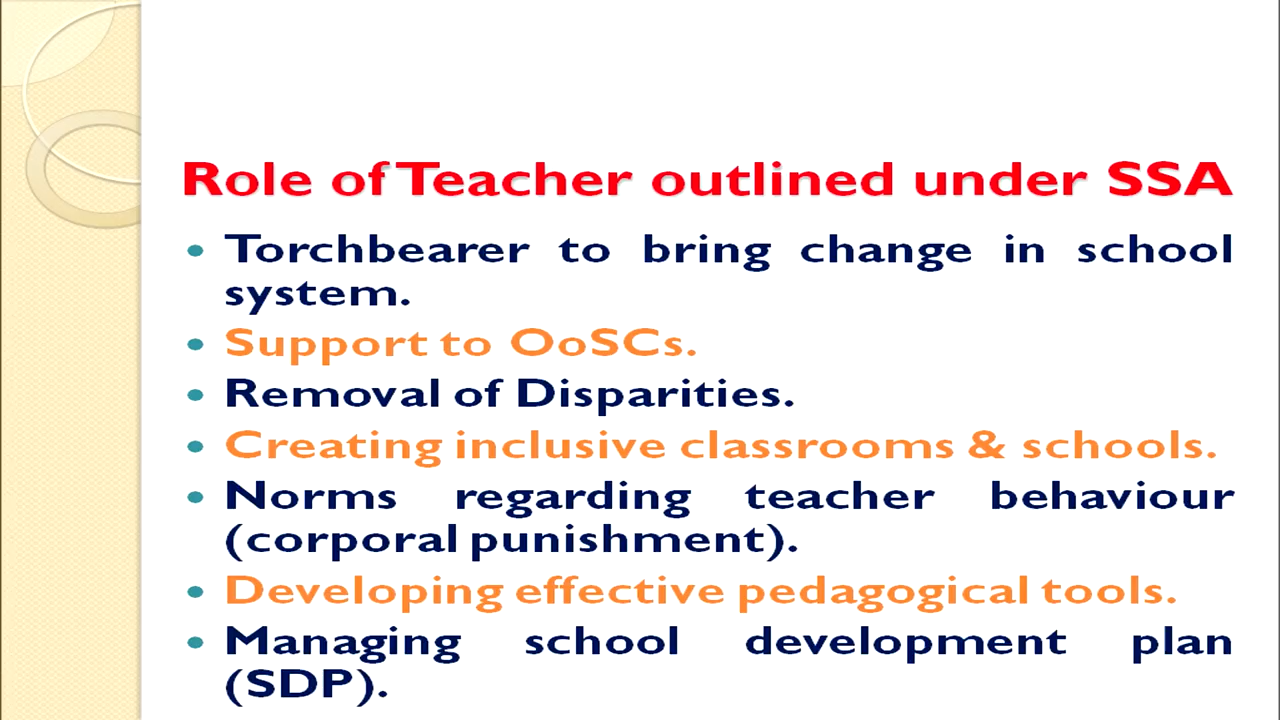 Role of Teacher outlined under SSA
• Torchbearer to bring change in school
system.
• Support to OoSCs.
• Removal of Disparities.
• Creating inclusive classrooms & schools.
• Norms regarding teacher behaviour
(corporal punishment).
• Developing effective pedagogical tools.
• Managing school development plan
(SDP).